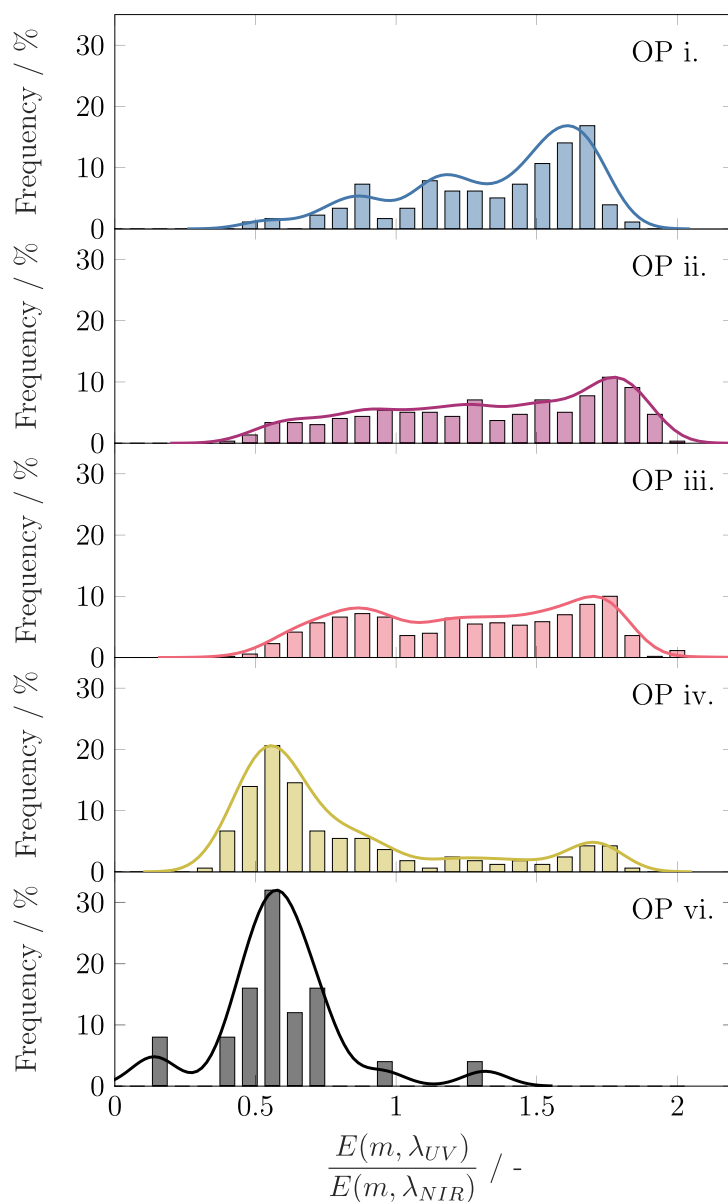 OP i.
Frequency / %
30
20
10
0
OP ii.
Frequency / %
30
20
10
0
OP iii.
Frequency / %
30
20
10
0
OP iv.
Frequency / %
30
20
10
0
OP vi.
Frequency / %
30
20
10
0
0 0.5 1 1.5 2
E(m, λ_UV)
/ -
E(m, λ_NIR)